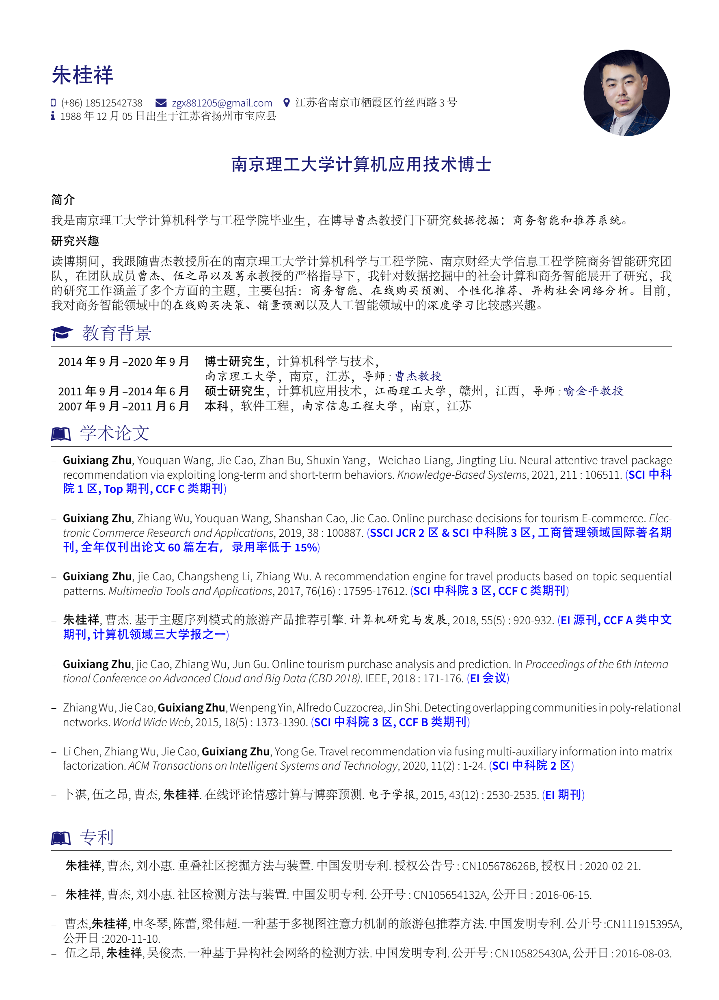 朱桂祥
(+86) 18512542738 zgx881205@gmail.com 江苏省南京市栖霞区竹丝西路 3 号
1988 年 12 月 05 日出生于江苏省扬州市宝应县
南京理工大学计算机应用技术博士
简介
我是南京理工大学计算机科学与工程学院毕业生，在博导曹杰教授门下研究数据挖掘：商务智能和推荐系统。
研究兴趣
读博期间，我跟随曹杰教授所在的南京理工大学计算机科学与工程学院、南京财经大学信息工程学院商务智能研究团
队，在团队成员曹杰、伍之昂以及葛永教授的严格指导下，我针对数据挖掘中的社会计算和商务智能展开了研究，我
的研究工作涵盖了多个方面的主题，主要包括：商务智能、在线购买预测、个性化推荐、异构社会网络分析。目前，
我对商务智能领域中的在线购买决策、销量预测以及人工智能领域中的深度学习比较感兴趣。
教育背景
2014 年 9 月 –2020 年 9 月 博士研究生，计算机科学与技术，
南京理工大学，南京，江苏，导师 : 曹杰教授
2011 年 9 月 –2014 年 6 月 硕士研究生，计算机应用技术，江西理工大学，赣州，江西，导师 : 喻金平教授
2007 年 9 月 –2011 月 6 月 本科，软件工程，南京信息工程大学，南京，江苏
学术论文
– Guixiang Zhu, Youquan Wang, Jie Cao, Zhan Bu, Shuxin Yang，Weichao Liang, Jingting Liu. Neural attentive travel package
recommendation via exploiting long-term and short-term behaviors. Knowledge-Based Systems, 2021, 211 : 106511. (SCI 中科
院 1 区, Top 期刊, CCF C 类期刊)
– Guixiang Zhu, Zhiang Wu, Youquan Wang, Shanshan Cao, Jie Cao. Online purchase decisions for tourism E-commerce. Elec-
tronic Commerce Research and Applications, 2019, 38 : 100887. (SSCI JCR 2 区 & SCI 中科院 3 区, 工商管理领域国际著名期
刊, 全年仅刊出论文 60 篇左右，录用率低于 15%)
– Guixiang Zhu, jie Cao, Changsheng Li, Zhiang Wu. A recommendation engine for travel products based on topic sequential
patterns. Multimedia Tools and Applications, 2017, 76(16) : 17595-17612. (SCI 中科院 3 区, CCF C 类期刊)
– 朱桂祥, 曹杰. 基于主题序列模式的旅游产品推荐引擎. 计算机研究与发展, 2018, 55(5) : 920-932. (EI 源刊, CCF A 类中文
期刊, 计算机领域三大学报之一)
– Guixiang Zhu, jie Cao, Zhiang Wu, Jun Gu. Online tourism purchase analysis and prediction. In Proceedings of the 6th Interna-
tional Conference on Advanced Cloud and Big Data (CBD 2018). IEEE, 2018 : 171-176. (EI 会议)
– Zhiang Wu, Jie Cao, Guixiang Zhu, Wenpeng Yin, Alfredo Cuzzocrea, Jin Shi. Detecting overlapping communities in poly-relational
networks. World Wide Web, 2015, 18(5) : 1373-1390. (SCI 中科院 3 区, CCF B 类期刊)
– Li Chen, Zhiang Wu, Jie Cao, Guixiang Zhu, Yong Ge. Travel recommendation via fusing multi-auxiliary information into matrix
factorization. ACM Transactions on Intelligent Systems and Technology, 2020, 11(2) : 1-24. (SCI 中科院 2 区)
– 卜湛, 伍之昂, 曹杰, 朱桂祥. 在线评论情感计算与博弈预测. 电子学报, 2015, 43(12) : 2530-2535. (EI 期刊)
专利
– 朱桂祥, 曹杰, 刘小惠. 重叠社区挖掘方法与装置. 中国发明专利. 授权公告号 : CN105678626B, 授权日 : 2020-02-21.
– 朱桂祥, 曹杰, 刘小惠. 社区检测方法与装置. 中国发明专利. 公开号 : CN105654132A, 公开日 : 2016-06-15.
– 曹杰,朱桂祥, 申冬琴, 陈蕾, 梁伟超. 一种基于多视图注意力机制的旅游包推荐方法. 中国发明专利. 公开号 :CN111915395A,
公开日 :2020-11-10.
– 伍之昂, 朱桂祥, 吴俊杰. 一种基于异构社会网络的检测方法. 中国发明专利. 公开号 : CN105825430A, 公开日 : 2016-08-03.